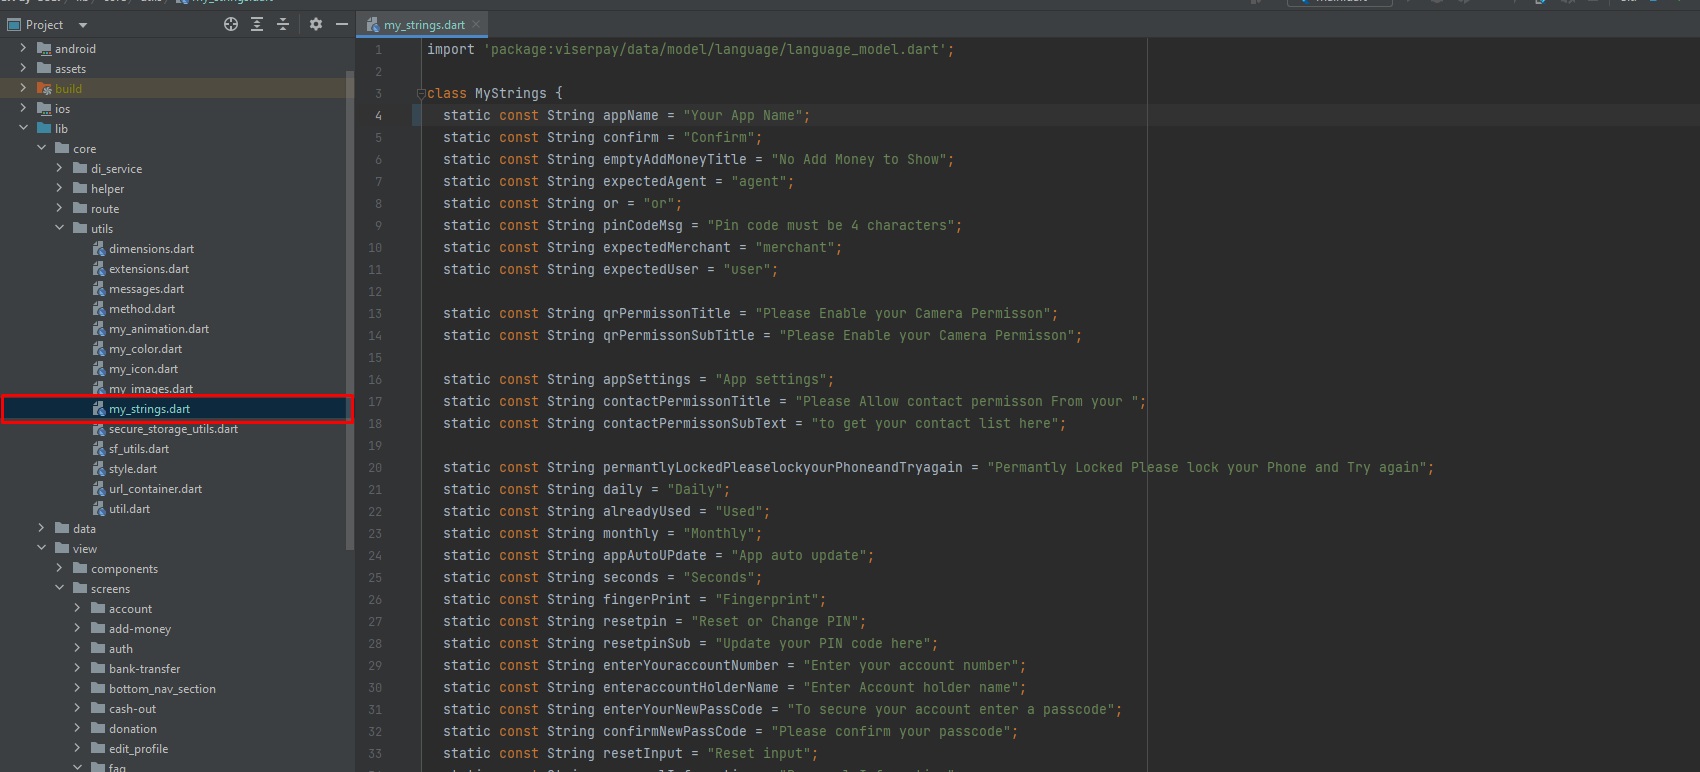 Project
android
assets
build
ios
lib
core
di_service
helper
route
utils
dimensions.dart
extensions.dart
messages.dart
method.dart
my_animation.dart
my_color.dart
my_icon.dart
my_images.dart
my_strings.dart
secure_storage_utils.dart
sf_utils.dart
style.dart
url_container.dart
util.dart
data
view
components
screens
account
add-money
auth
bank-transfer
bottom_nav_section
cash-out
donation
edit_profile
faq
my_strings.dart
1 import 'package:viserpay/data/model/language/language_model.dart';
2
3 class MyStrings {
4 static const String appName = "Your App Name";
5 static const String confirm = "Confirm";
6 static const String emptyAddMoneyTitle = "No Add Money to Show";
7 static const String expectedAgent = "agent";
8 static const String or = "or";
9 static const String pinCodeMsg = "Pin code must be 4 characters";
10 static const String expectedMerchant = "merchant";
11 static const String expectedUser = "user";
12
13 static const String qrPermissonTitle = "Please Enable your Camera Permisson";
14 static const String qrPermissonSubTitle = "Please Enable your Camera Permisson";
15
16 static const String appSettings = "App settings";
17 static const String contactPermissonTitle = "Please Allow contact permisson From your ";
18 static const String contactPermissonSubText = "to get your contact list here";
19
20 static const String permantlyLockedPleaselockyourPhoneandTryagain = "Permantly Locked Please lock your Phone and Try again";
21 static const String daily = "Daily";
22 static const String alreadyUsed = "Used";
23 static const String monthly = "Monthly";
24 static const String appAutoUPdate = "App auto update";
25 static const String seconds = "Seconds";
26 static const String fingerPrint = "Fingerprint";
27 static const String resetpin = "Reset or Change PIN";
28 static const String resetpinSub = "Update your PIN code here";
29 static const String enterYouraccountNumber = "Enter your account number";
30 static const String enteraccountHolderName = "Enter Account holder name";
31 static const String enterYourNewPassCode = "To secure your account enter a passcode";
32 static const String confirmNewPassCode = "Please confirm your passcode";
33 static const String resetInput = "Reset input";